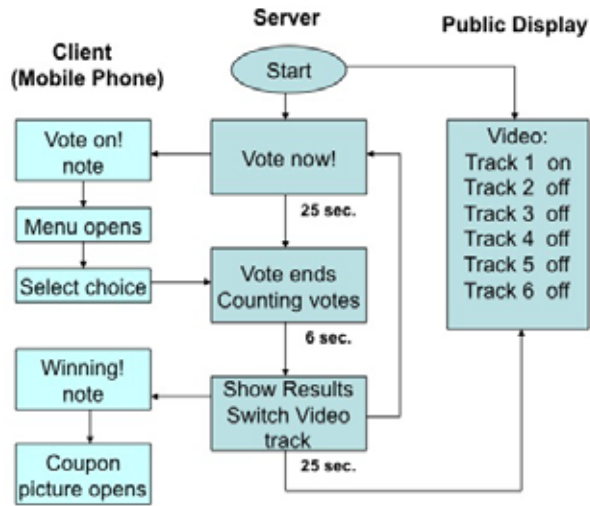 Server
Client
(Mobile Phone)
Public Display
Start
Vote on!
note
Vote now!
Video:
Track 1 on
Track 2 off
Track 3 off
Track 4 off
Track 5 off
Track 6 off
25 sec.
Menu opens
Select choice
Vote ends
Counting votes
6 sec.
Winning!
note
Show Results
Switch Video
track
25 sec.
Coupon
picture opens